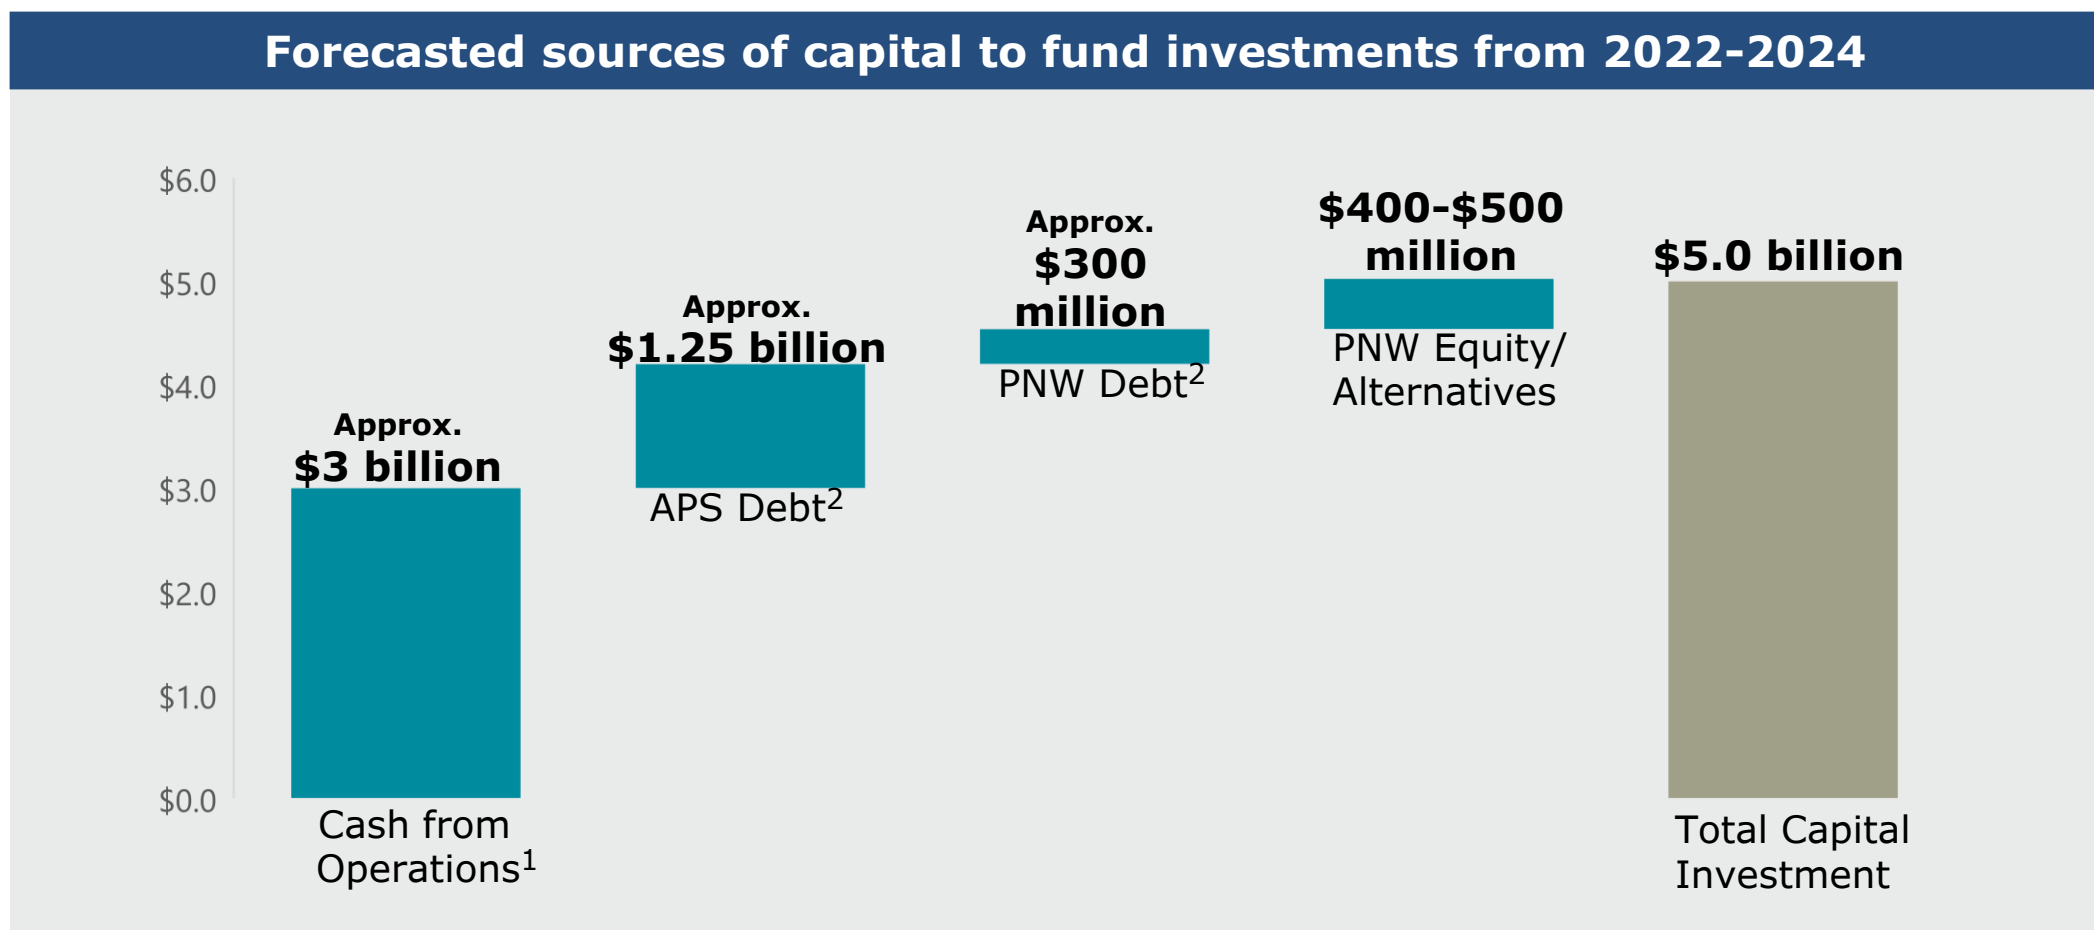 Forecasted sources of capital to fund investments from 2022-2024
$6.0
$5.0
$4.0
$3.0
$2.0
$1.0
$0.0
Approx.
$3 billion
Cash from
Operations¹
Approx.
$1.25 billion
APS Debt²
Approx.
$300
million
PNW Debt²
$400-$500
million
PNW Equity/
Alternatives
$5.0 billion
Total Capital
Investment